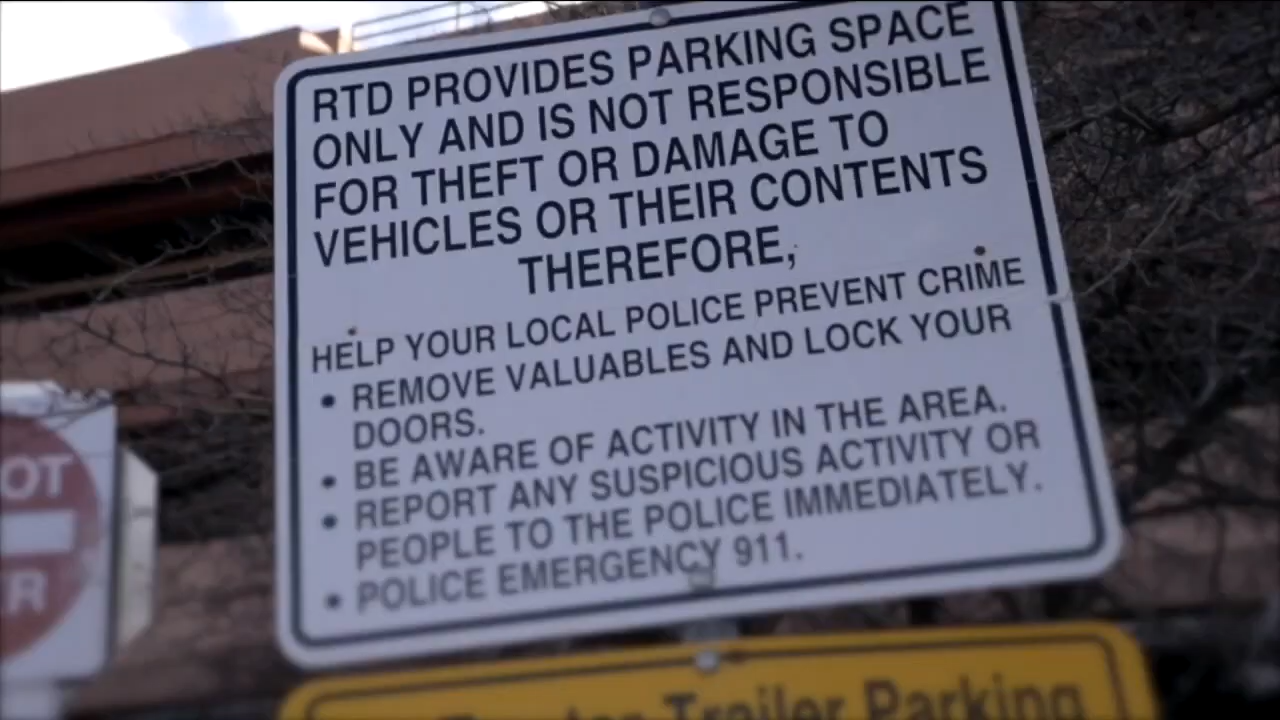 RTD PROVIDES PARKING SPACE
ONLY AND IS NOT RESPONSIBLE
FOR THEFT OR DAMAGE TO
VEHICLES OR THEIR CONTENTS
THEREFORE,
HELP YOUR LOCAL POLICE PREVENT CRIME
• REMOVE VALUABLES AND LOCK YOUR
DOORS.
• BE AWARE OF ACTIVITY IN THE AREA.
• REPORT ANY SUSPICIOUS ACTIVITY OR
PEOPLE TO THE POLICE IMMEDIATELY.
• POLICE EMERGENCY 911.
Trailer Parking